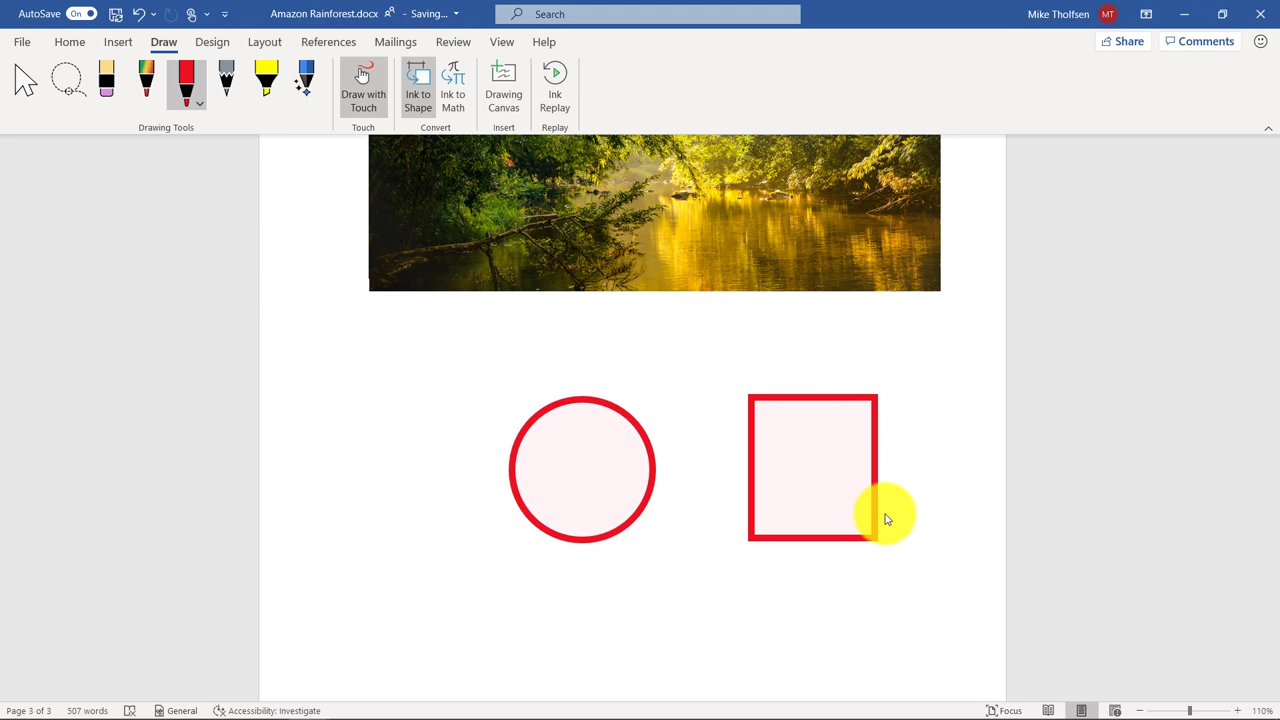 AutoSave On Amazon Rainforest.docx - Saving... Search Mike Tholfsen MT
File Home Insert Draw Design Layout References Mailings Review View Help Share Comments
Draw with Touch
Ink to Shape
Ink to Math
Drawing Canvas
Ink Replay
Drawing Tools Touch Convert Insert Replay
Page 3 of 3 507 words General Accessibility: Investigate Focus 110%